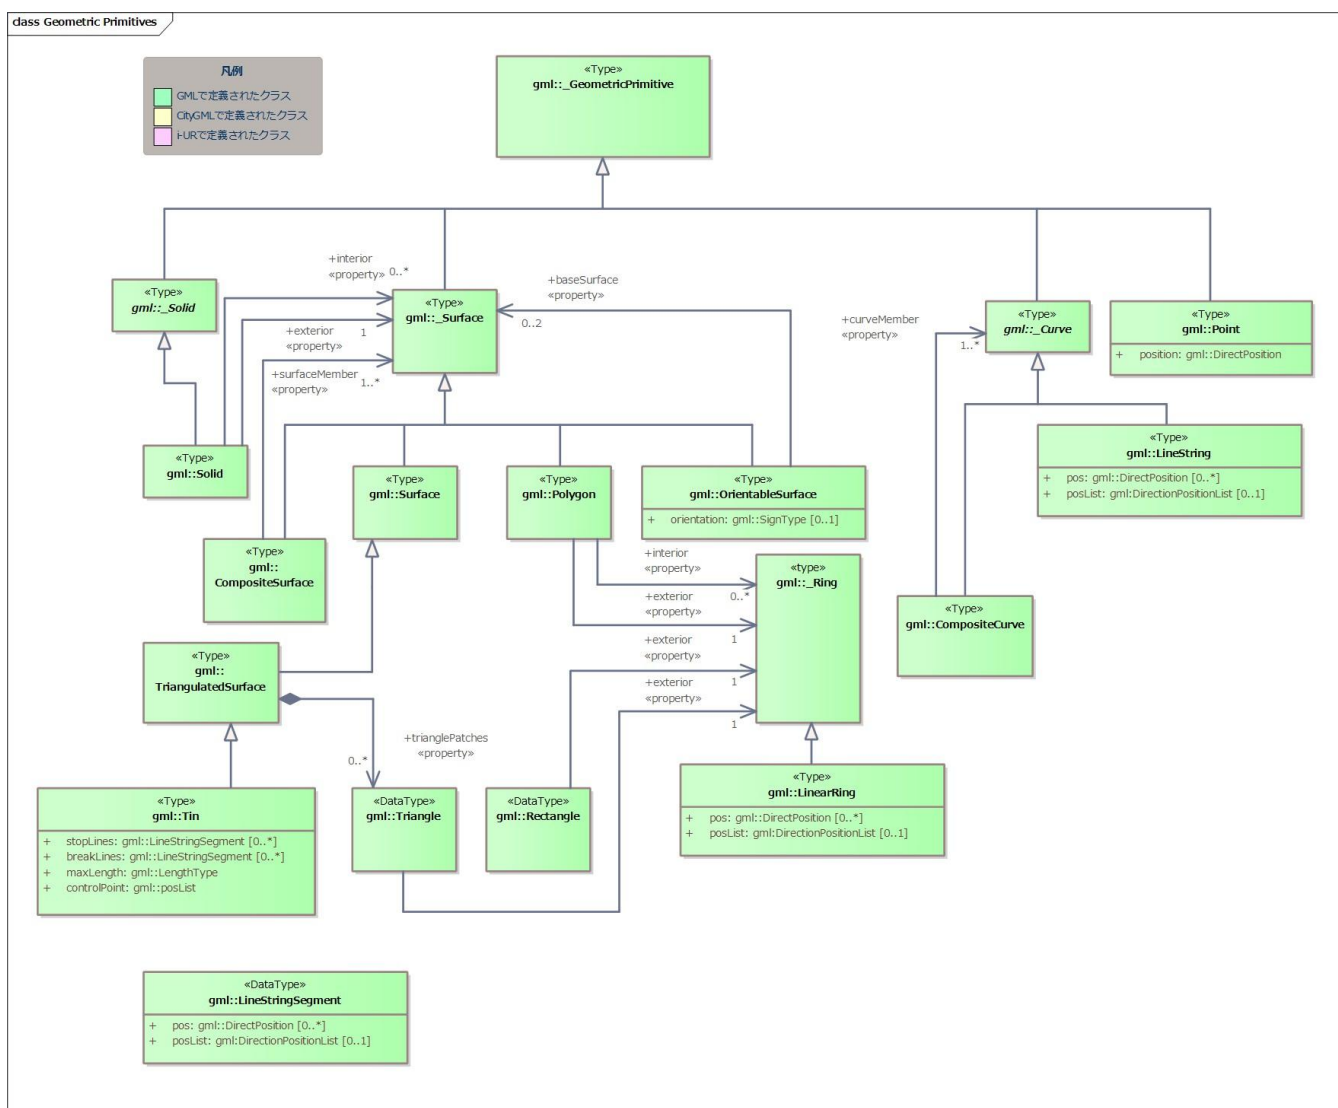 class Geometric Primitives
凡例
GMLで定義されたクラス
CityGMLで定義されたクラス
i-URで定義されたクラス
«Type»
gml::_GeometricPrimitive
+interior
«property»
0..*
+baseSurface
«property»
0..2
«Type»
gml::_Solid
«Type»
gml::_Surface
+exterior
«property»
1
+surfaceMember
«property»
1..*
+curveMember
«property»
1..*
«Type»
gml::_Curve
«Type»
gml::Point
+ position: gml::DirectPosition
«Type»
gml::Solid
«Type»
gml::Surface
«Type»
gml::Polygon
«Type»
gml::OrientableSurface
+ orientation: gml::SignType [0..1]
«Type»
gml::LineString
+ pos: gml::DirectPosition [0..*]
+ posList: gml:DirectionPositionList [0..1]
«Type»
gml::
CompositeSurface
+interior
«property»
0..*
+exterior
«property»
1
+exterior
«property»
1
+exterior
«property»
1
«type»
gml::_Ring
«Type»
gml::CompositeCurve
«Type»
gml::
TriangulatedSurface
+trianglePatches
«property»
0..*
«Type»
gml::Tin
+ stopLines: gml::LineStringSegment [0..*]
+ breakLines: gml::LineStringSegment [0..*]
+ maxLength: gml::LengthType
+ controlPoint: gml::posList
«DataType»
gml::Triangle
«DataType»
gml::Rectangle
«Type»
gml::LinearRing
+ pos: gml::DirectPosition [0..*]
+ posList: gml:DirectionPositionList [0..1]
«DataType»
gml::LineStringSegment
+ pos: gml::DirectPosition [0..*]
+ posList: gml:DirectionPositionList [0..1]